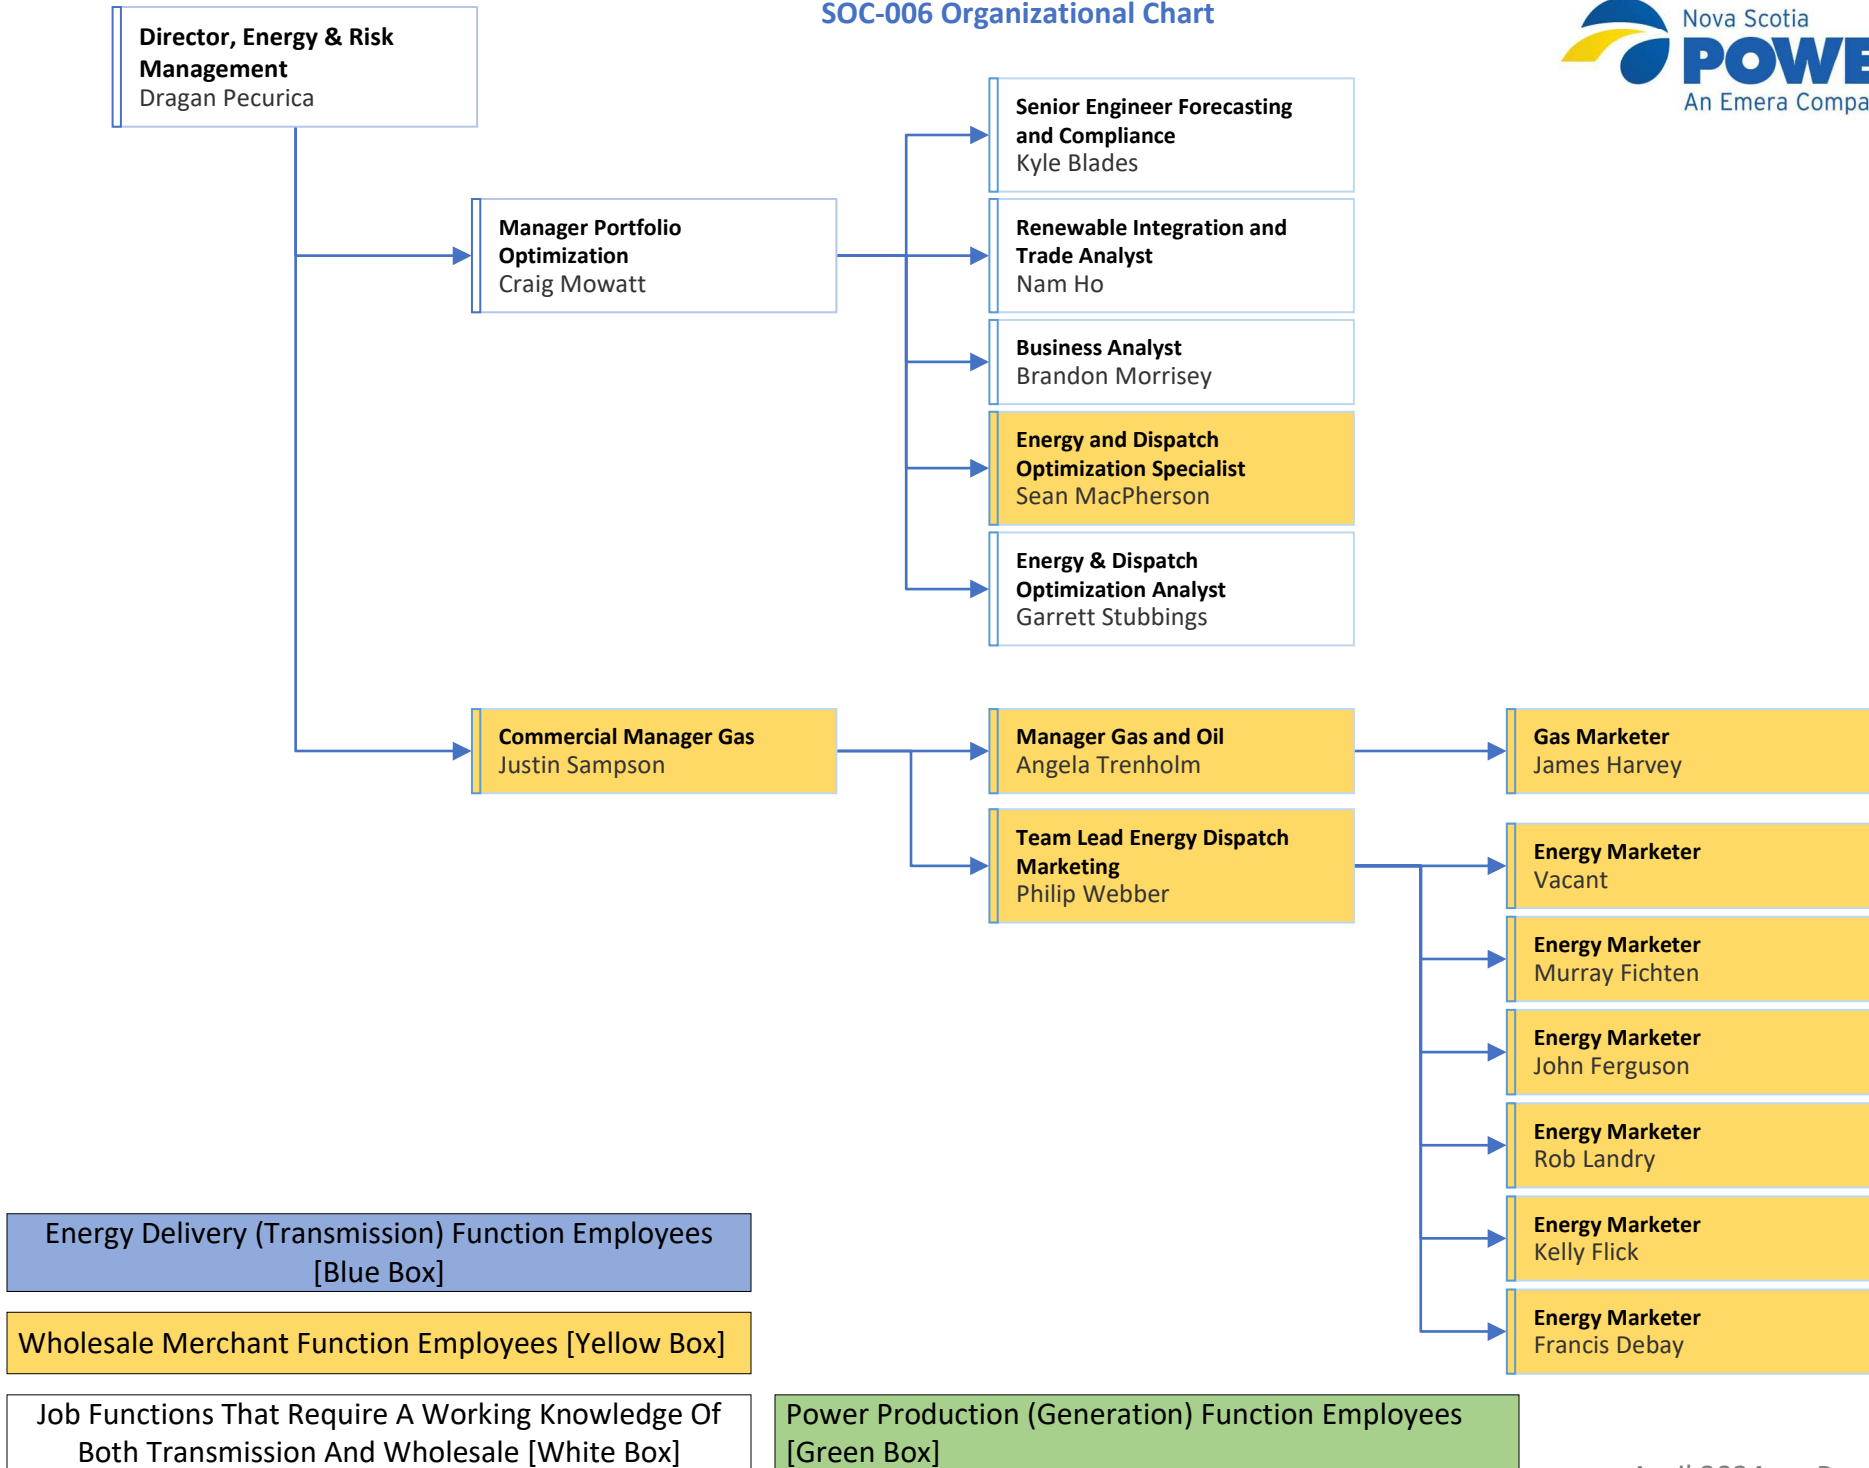 SOC-006 Organizational Chart
Nova Scotia
An Emera
Director, Energy & Risk
Management
Dragan Pecurica
Senior Engineer Forecasting
and Compliance
Kyle Blades
Manager Portfolio
Optimization
Craig Mowatt
Renewable Integration and
Trade Analyst
Nam Ho
Business Analyst
Brandon Morrisey
Energy and Dispatch
Optimization Specialist
Sean MacPherson
Energy & Dispatch
Optimization Analyst
Garrett Stubbings
Commercial Manager Gas
Justin Sampson
Manager Gas and Oil
Angela Trenholm
Gas Marketer
James Harvey
Team Lead Energy Dispatch
Marketing
Philip Webber
Energy Marketer
Vacant
Energy Marketer
Murray Fichten
Energy Marketer
John Ferguson
Energy Marketer
Rob Landry
Energy Marketer
Kelly Flick
Energy Marketer
Francis Debay
Energy Delivery (Transmission) Function Employees
[Blue Box]
Wholesale Merchant Function Employees [Yellow Box]
Job Functions That Require A Working Knowledge Of
Both Transmission And Wholesale [White Box]
Power Production (Generation) Function Employees
[Green Box]